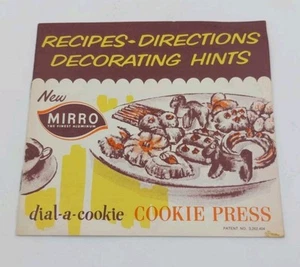 RECIPES - DIRECTIONS
DECORATING HINTS
New
MIRRO
THE FINEST ALUMINUM
dial-a-cookie COOKIE PRESS